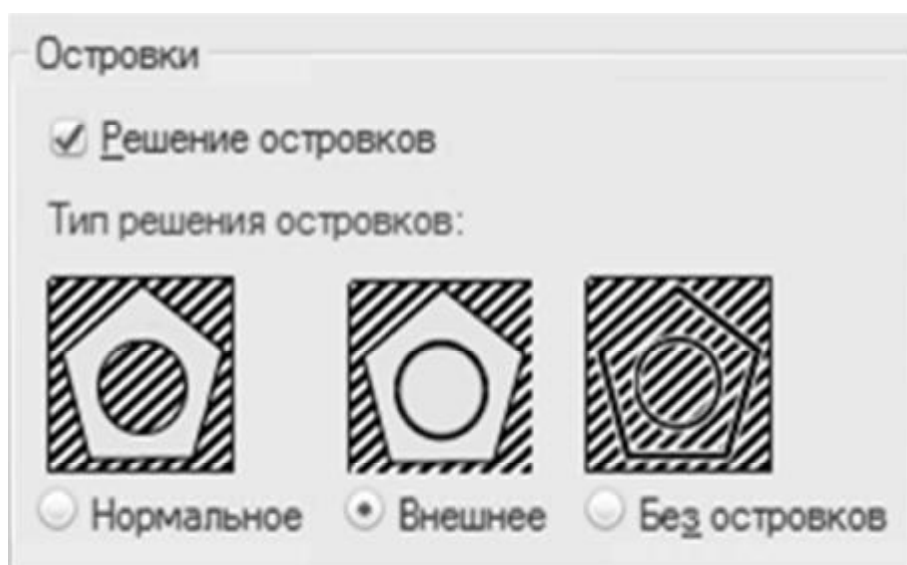 Островки
Решение островков
Тип решения островков:
Нормальное
Внешнее
Без островков